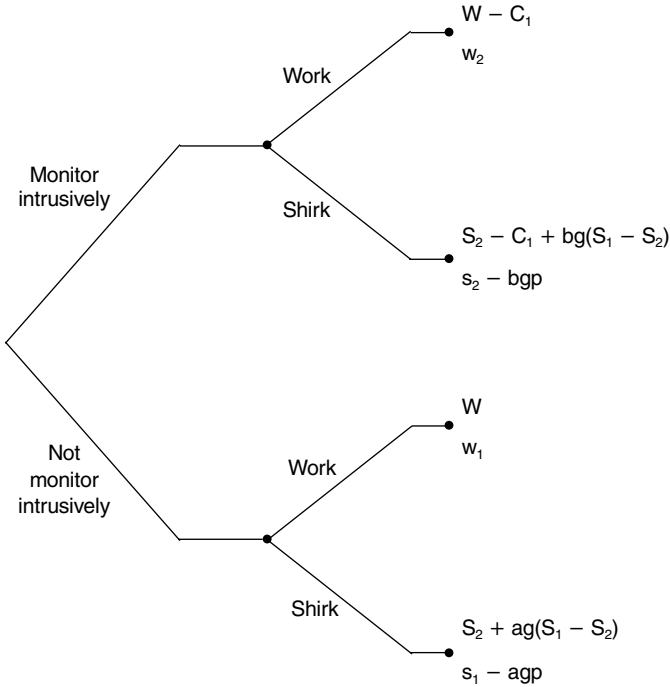 W − C₁
w₂
Work
Monitor
intrusively
Shirk
S₂ − C₁ + bg(S₁ − S₂)
s₂ − bgp
W
w₁
Not
monitor
intrusively
Work
Shirk
S₂ + ag(S₁ − S₂)
s₁ − agp